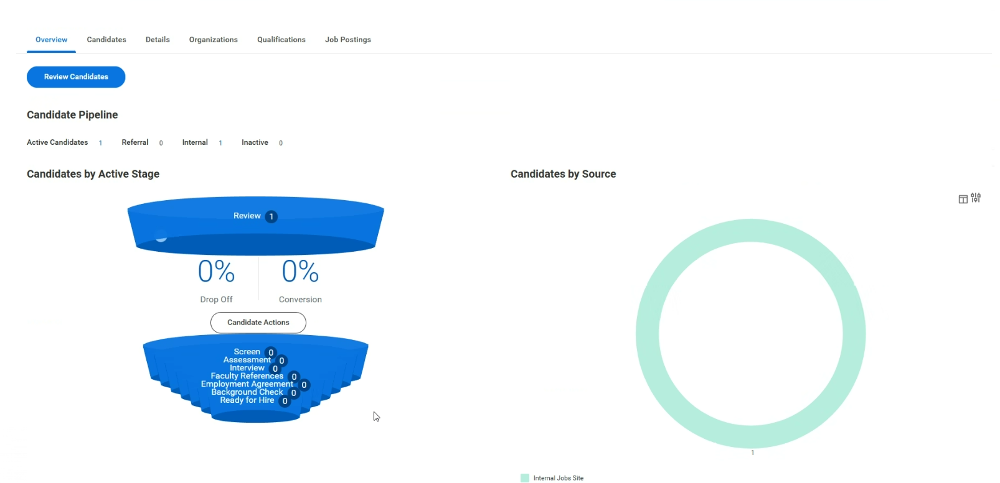 Overview Candidates Details Organizations Qualifications Job Postings
Review Candidates
Candidate Pipeline
Active Candidates 1 Referral 0 Internal 1 Inactive 0
Candidates by Active Stage
Review 1
0% 0%
Drop Off Conversion
Candidate Actions
Screen 0
Assessment 0
Interview 0
Faculty References 0
Employment Agreement 0
Background Check 0
Ready for Hire 0
Candidates by Source
1
Internal Jobs Site